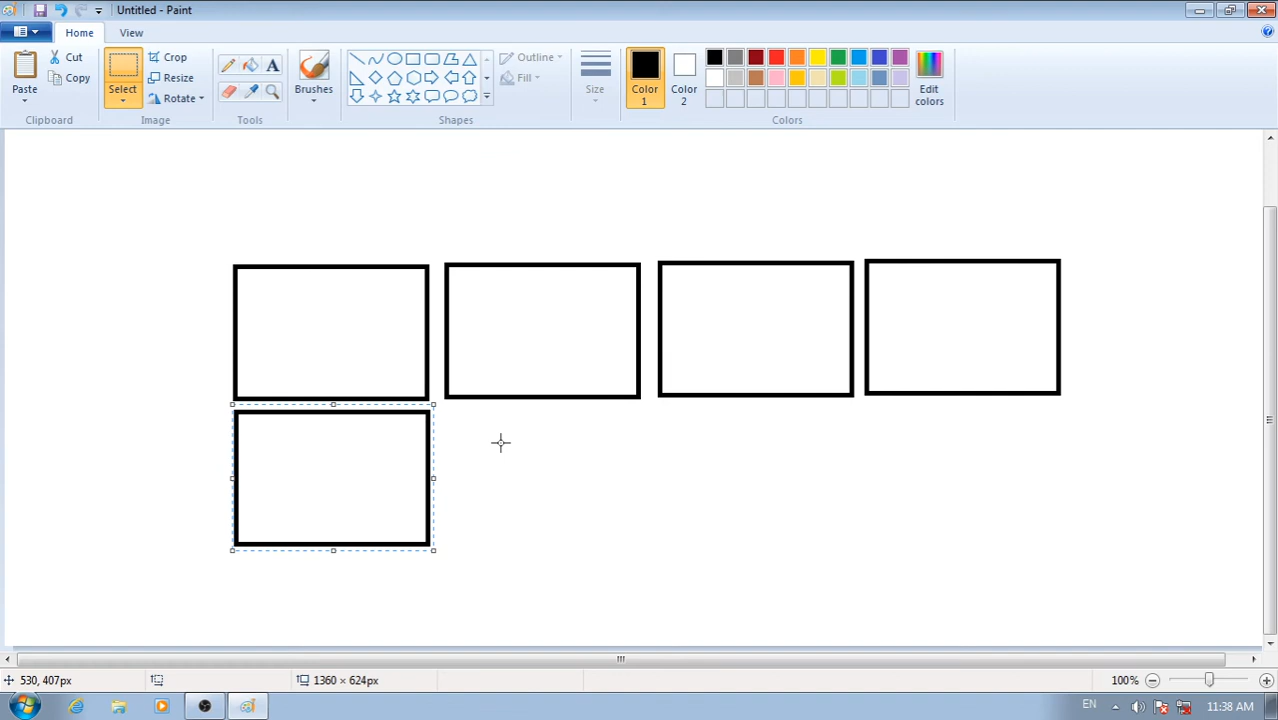 Untitled - Paint
Home View
Paste
Cut
Copy
Clipboard
Select
Crop
Resize
Rotate
Image
Tools
Brushes
Shapes
Outline
Fill
Size
Color 1
Color 2
Edit colors
Colors
530, 407px
1360 × 624px
100%
EN
11:38 AM